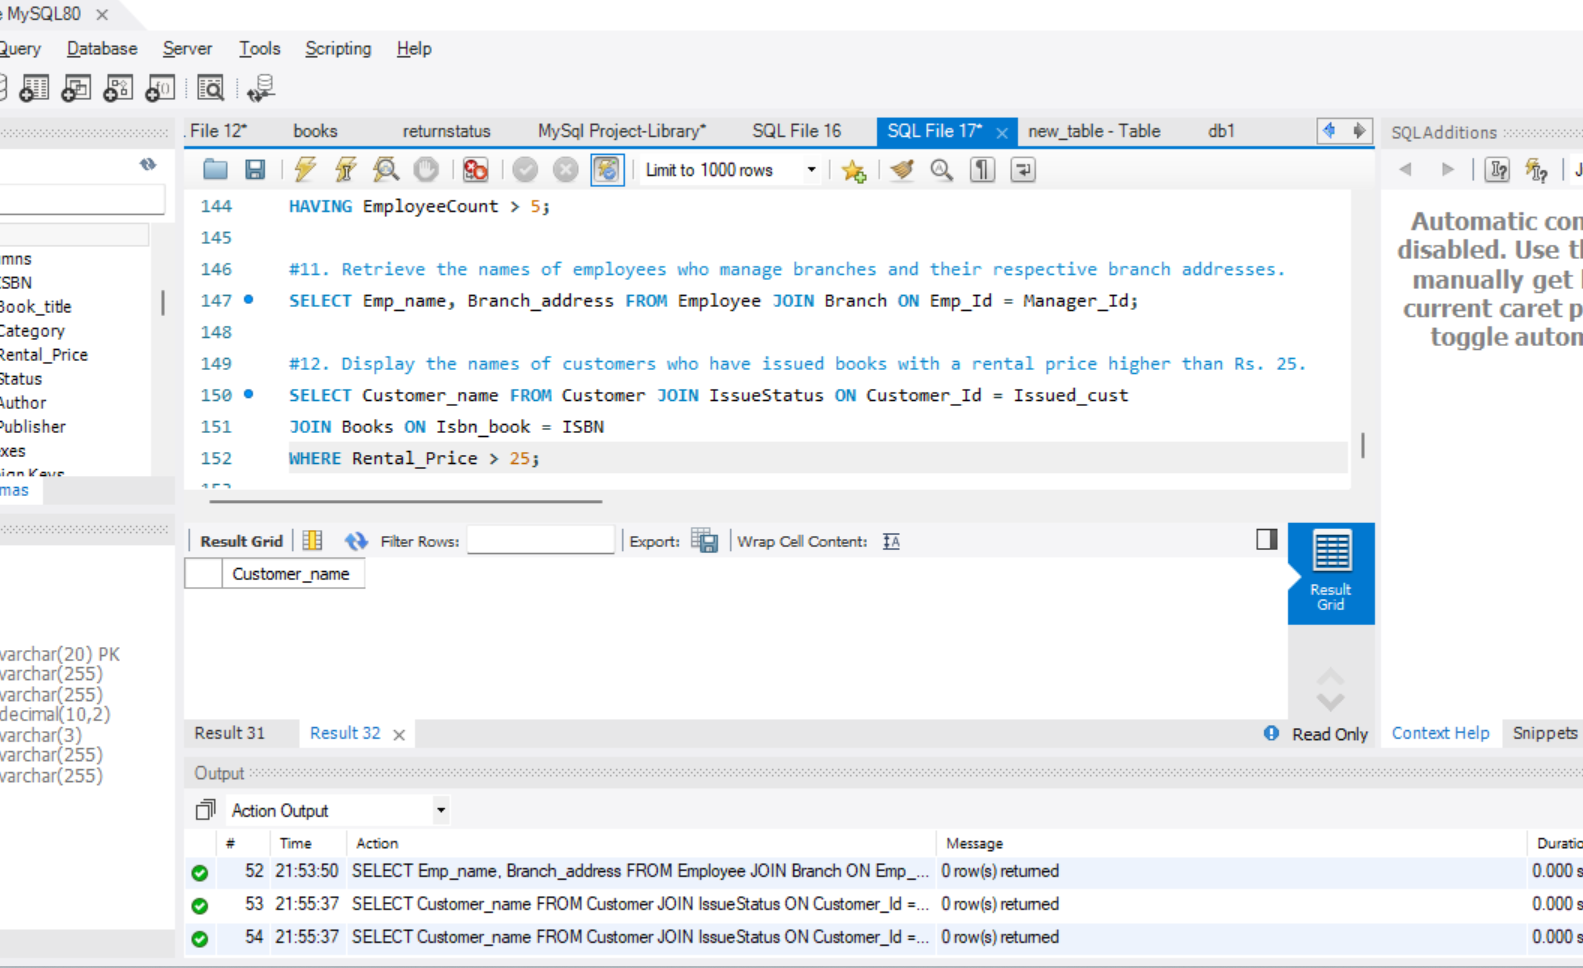 MySQL80
Query Database Server Tools Scripting Help
File 12* books returnstatus MySql Project-Library* SQL File 16 SQL File 17* new_table - Table db1
SQLAdditions
Limit to 1000 rows
144 HAVING EmployeeCount > 5;
145
146 #11. Retrieve the names of employees who manage branches and their respective branch addresses.
147 SELECT Emp_name, Branch_address FROM Employee JOIN Branch ON Emp_Id = Manager_Id;
148
149 #12. Display the names of customers who have issued books with a rental price higher than Rs. 25.
150 SELECT Customer_name FROM Customer JOIN IssueStatus ON Customer_Id = Issued_cust
151 JOIN Books ON Isbn_book = ISBN
152 WHERE Rental_Price > 25;
153
mns
ISBN
Book_title
Category
Rental_Price
Status
Author
Publisher
xes
ign Keys
mas
varchar(20) PK
varchar(255)
varchar(255)
decimal(10,2)
varchar(3)
varchar(255)
varchar(255)
Automatic con
disabled. Use th
manually get
current caret p
toggle autom
Result Grid Filter Rows: Export: Wrap Cell Content:
Customer_name
Result
Grid
Result 31 Result 32 Read Only
Context Help Snippets
Output
Action Output
# Time Action Message Duratio
52 21:53:50 SELECT Emp_name, Branch_address FROM Employee JOIN Branch ON Emp_... 0 row(s) returned 0.000 s
53 21:55:37 SELECT Customer_name FROM Customer JOIN IssueStatus ON Customer_Id =... 0 row(s) returned 0.000 s
54 21:55:37 SELECT Customer_name FROM Customer JOIN IssueStatus ON Customer_Id =... 0 row(s) returned 0.000 s